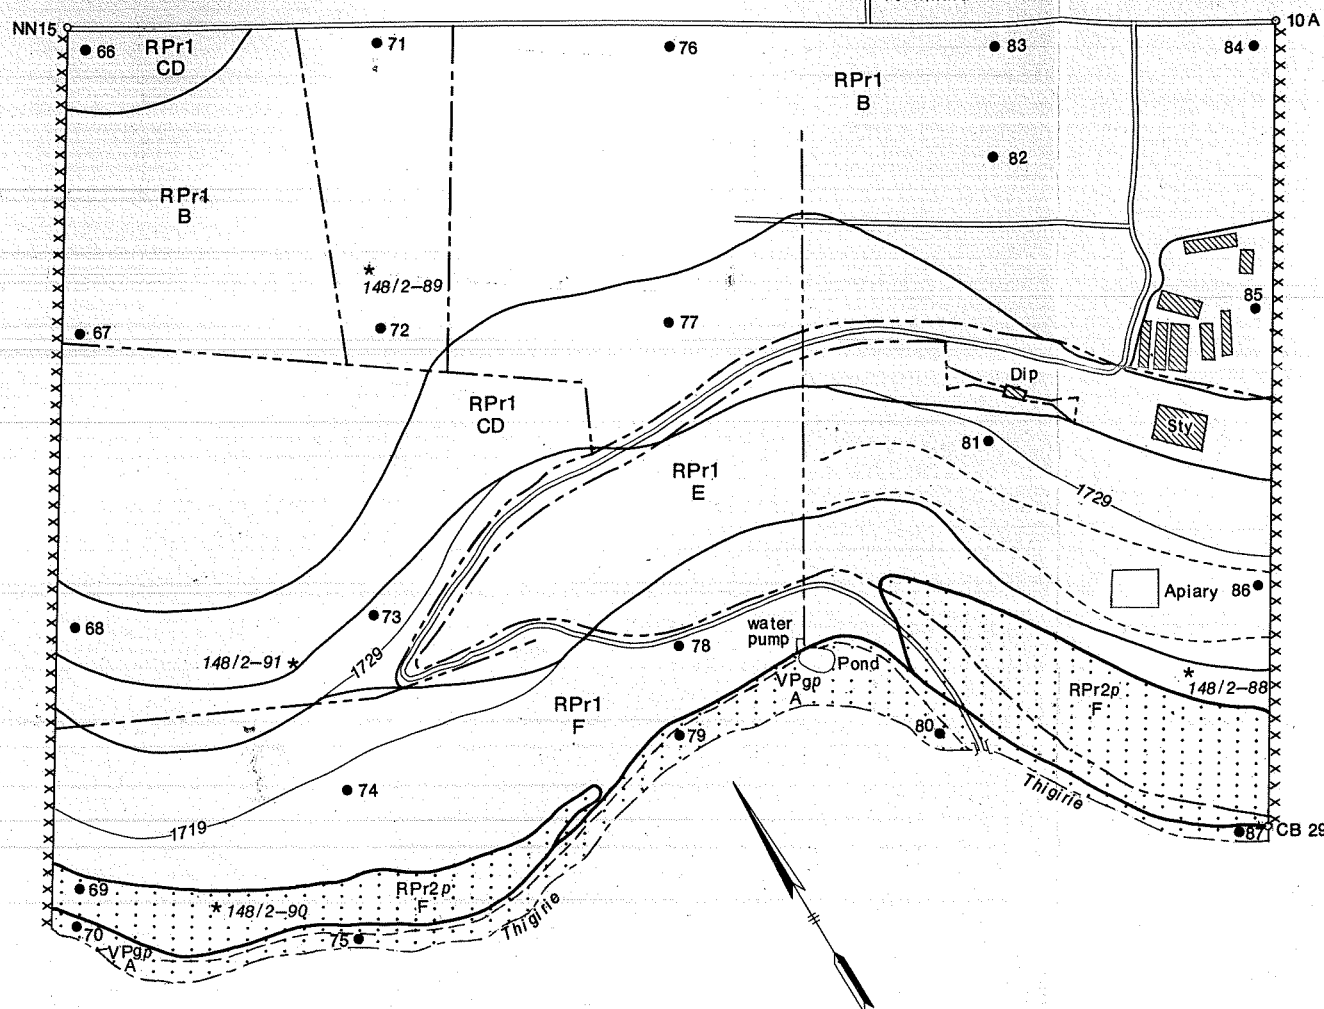 NN15
10 A
66
RPr1
CD
71
76
83
84
RPr1
B
82
RPr1
B
148/2-89
67
72
77
85
Dip
RPr1
CD
Sty
81
RPr1
E
1729
Apiary
86
68
73
148/2-91
1729
78
water
pump
Pond
VPgp
A
148/2-88
RPr2p
F
RPr1
F
79
80
Thigirie
74
1719
87
CB 29
69
RPr2p
F
148/2-90
70
75
Thigirie
VPgp
A